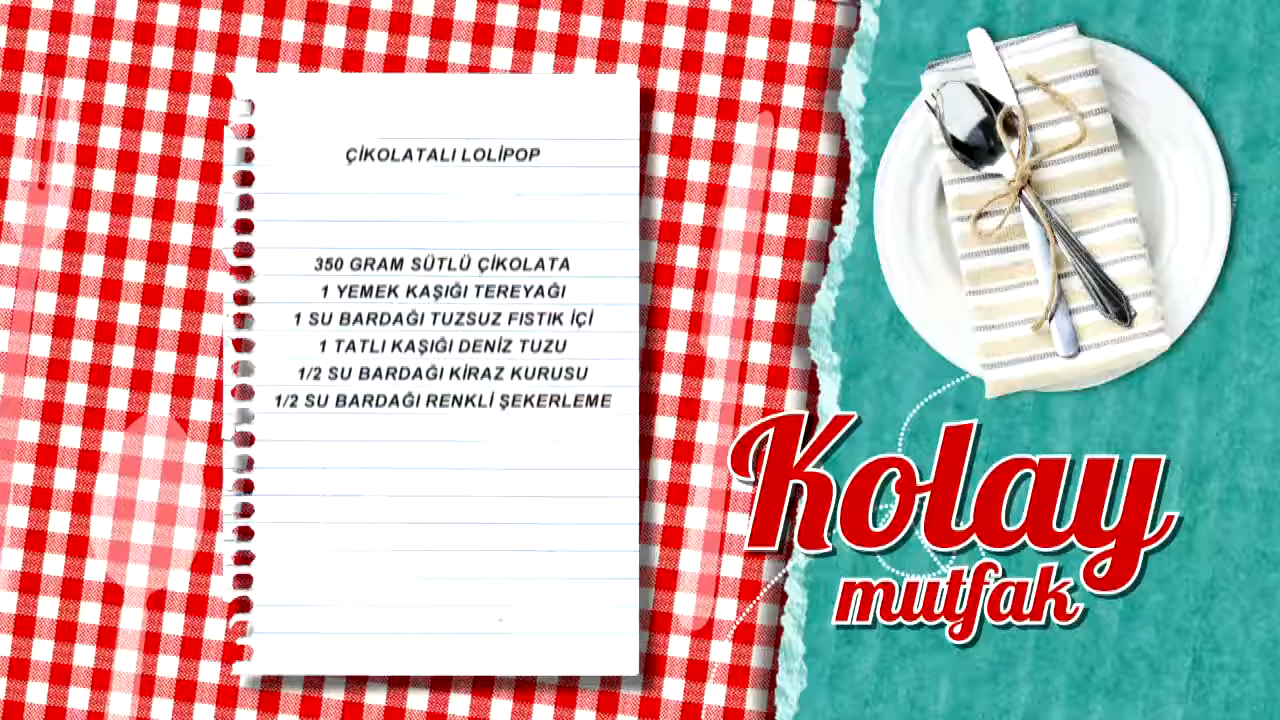 ÇİKOLATALI LOLİPOP
350 GRAM SÜTLÜ ÇİKOLATA
1 YEMEK KAŞIĞI TEREYAĞI
1 SU BARDAĞI TUZSUZ FISTIK İÇİ
1 TATLI KAŞIĞI DENİZ TUZU
1/2 SU BARDAĞI KİRAZ KURUSU
1/2 SU BARDAĞI RENKLİ ŞEKERLEME
Kolay
mutfak